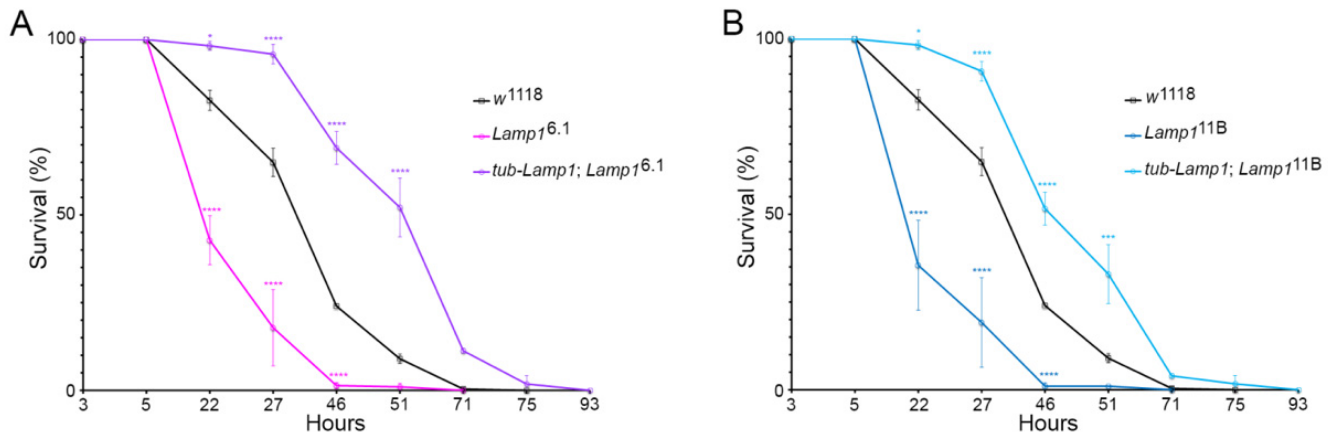 A
Survival (%)
100
50
0
* **** **** ****
**** **** ****
w1118
Lamp16.1
tub-Lamp1; Lamp16.1
3 5 22 27 46 51 71 75 93
Hours
B
Survival (%)
100
50
0
* **** **** ***
**** **** ****
w1118
Lamp111B
tub-Lamp1; Lamp111B
3 5 22 27 46 51 71 75 93
Hours